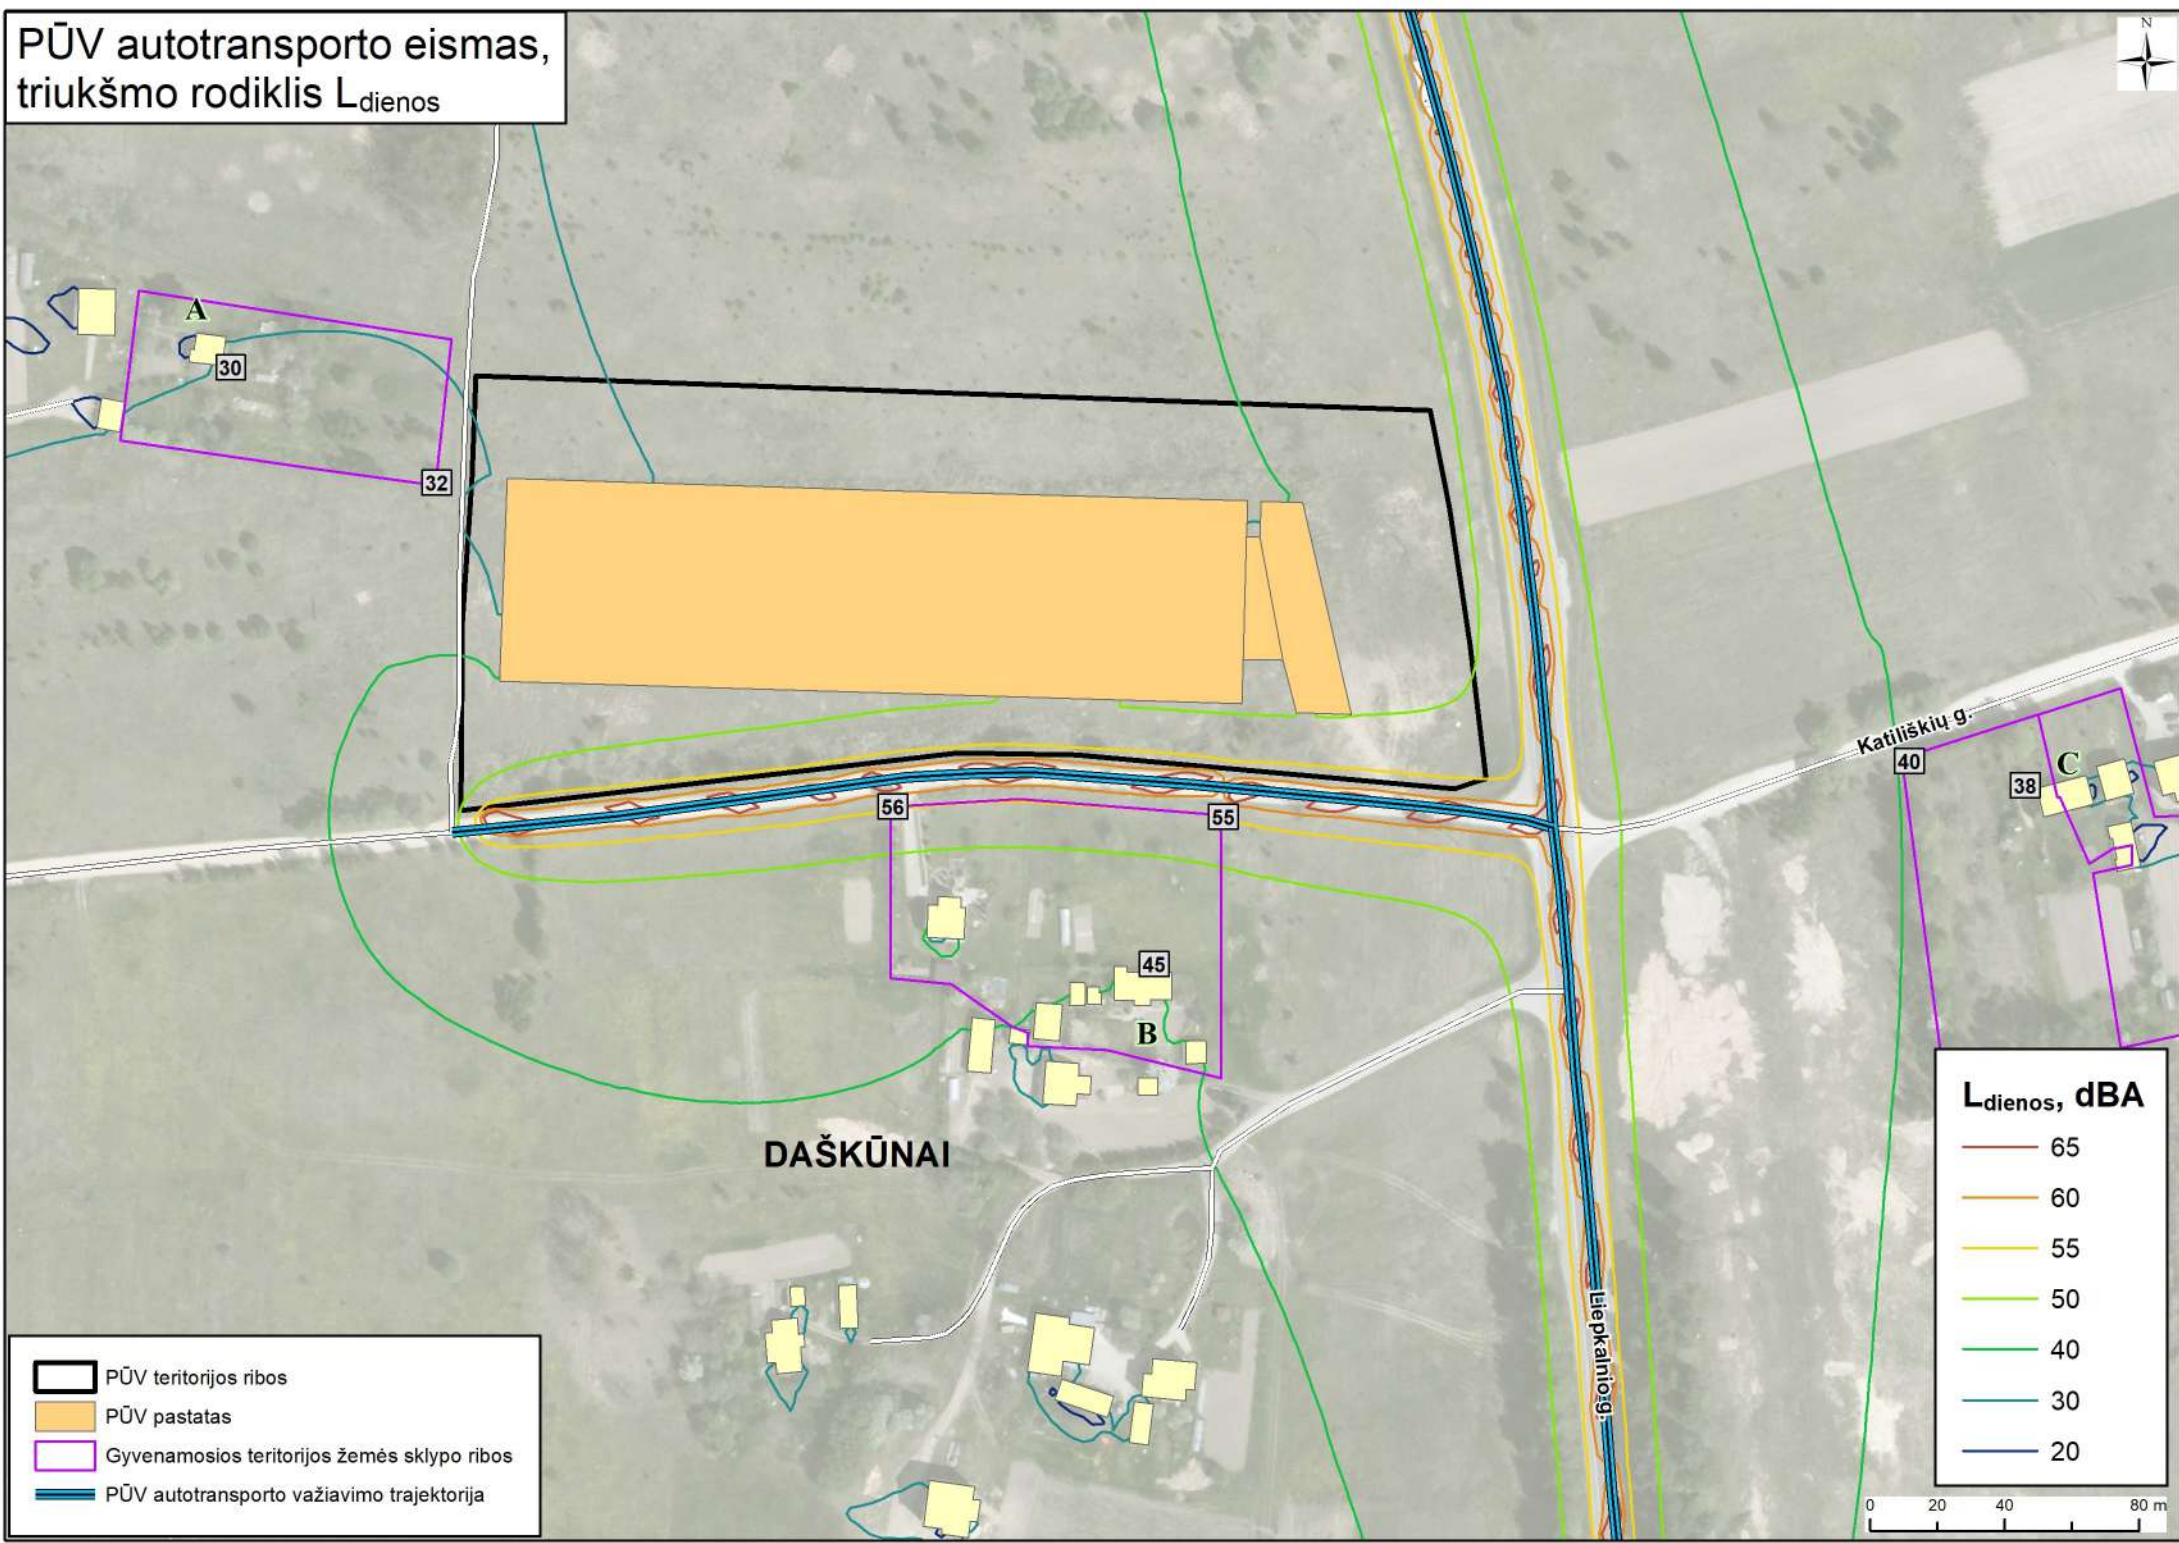 PŪV autotransporto eismas,
triukšmo rodiklis Ldienos
N
A
30
32
56
55
45
B
40
38
C
Katiliškių g.
DAŠKŪNAI
Liepkalnio g.
PŪV teritorijos ribos
PŪV pastatas
Gyvenamosios teritorijos žemės sklypo ribos
PŪV autotransporto važiavimo trajektorija
Ldienos, dBA
65
60
55
50
40
30
20
0 20 40 80 m